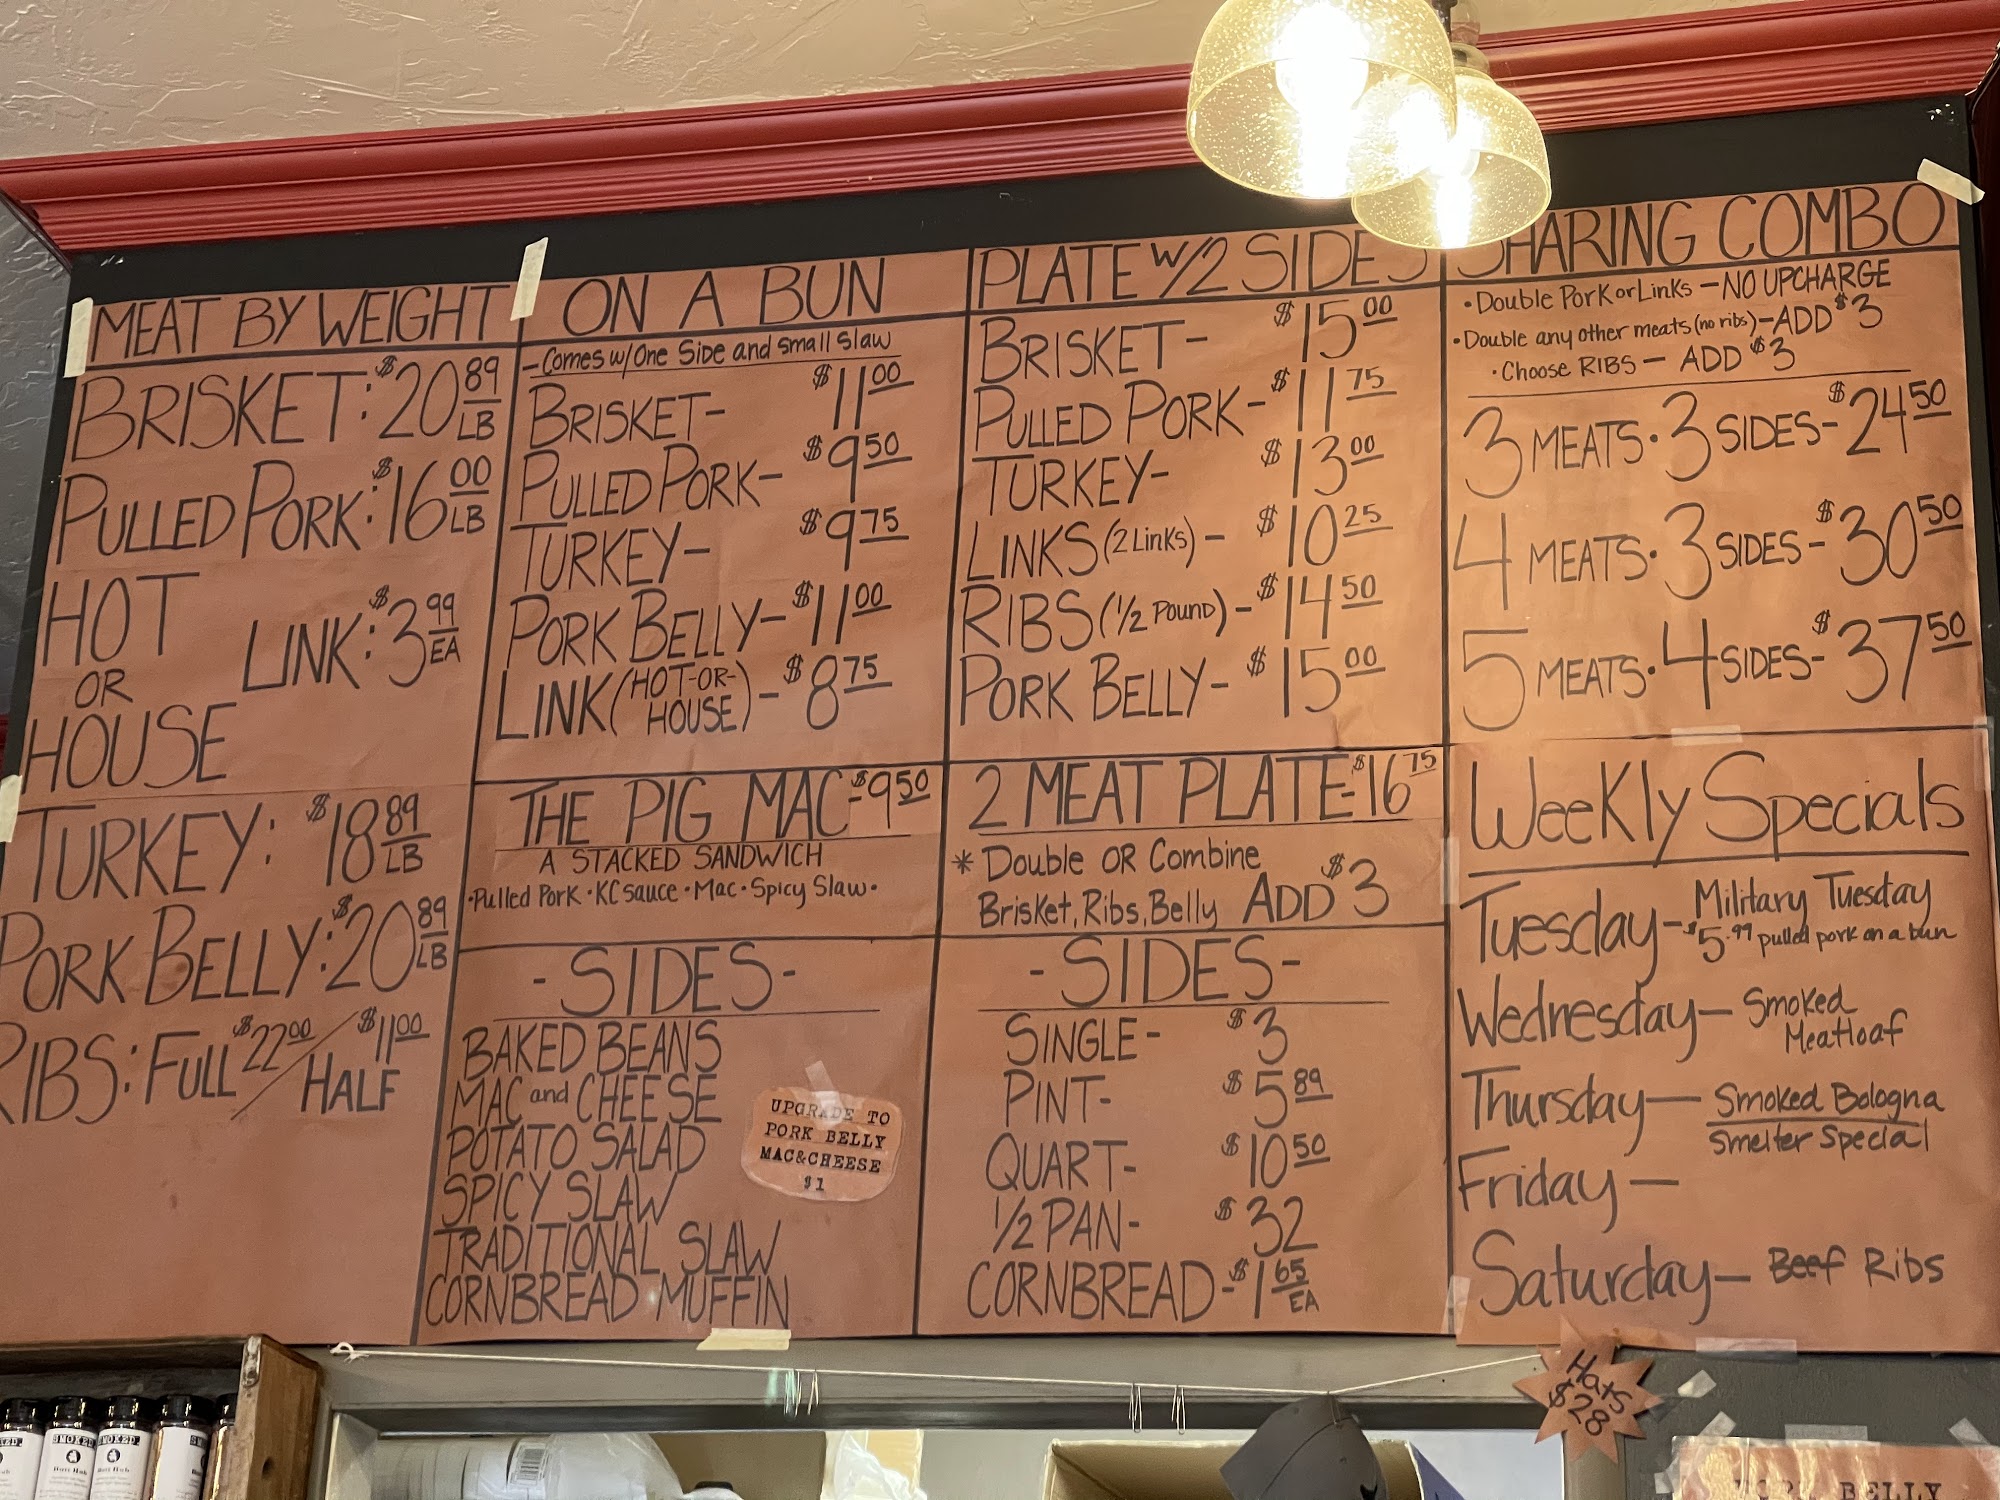 MEAT BY WEIGHT
BRISKET: $20.89 LB
PULLED PORK: $16.00 LB
HOT
OR
HOUSE
LINK: $3.99 EA
TURKEY: $18.89 LB
PORK BELLY: $20.89 LB
RIBS: FULL $22.00 / HALF $11.00
ON A BUN
-Comes w/One Side and small slaw
BRISKET- $11.00
PULLED PORK- $9.50
TURKEY- $9.75
PORK BELLY- $11.00
LINK (HOT-OR-HOUSE)- $8.75
THE PIG MAC-$9.50
A STACKED SANDWICH
•Pulled Pork•KC sauce•Mac•Spicy Slaw•
-SIDES-
BAKED BEANS
MAC and CHEESE
POTATO SALAD
SPICY SLAW
TRADITIONAL SLAW
CORNBREAD MUFFIN
UPGRADE TO
PORK BELLY
MAC&CHEESE
$1
PLATE w/2 SIDES
BRISKET- $15.00
PULLED PORK- $11.75
TURKEY- $13.00
LINKS (2 Links)- $10.25
RIBS (1/2 Pound)- $14.50
PORK BELLY- $15.00
2 MEAT PLATE-$16.75
* Double OR Combine
Brisket, Ribs, Belly ADD $3
-SIDES-
SINGLE- $3
PINT- $5.89
QUART- $10.50
1/2 PAN- $32
CORNBREAD-$1.65 EA
SHARING COMBO
•Double Pork or Links - NO UPCHARGE
•Double any other meats (no ribs)-ADD $3
•Choose RIBS - ADD $3
3 MEATS•3 SIDES-$24.50
4 MEATS•3 SIDES-$30.50
5 MEATS•4 SIDES-$37.50
Weekly Specials
Tuesday- Military Tuesday
$5.99 pulled pork on a bun
Wednesday- Smoked
Meatloaf
Thursday- Smoked Bologna
Smelter Special
Friday-
Saturday- Beef Ribs
Hats
$28
SMOKED
Butt Rub
SMOKED.
Butt Rub
PORK BELLY